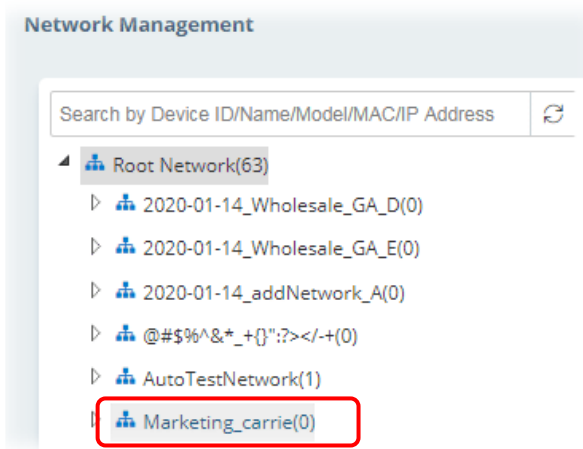 Network Management
Search by Device ID/Name/Model/MAC/IP Address
Root Network(63)
2020-01-14_Wholesale_GA_D(0)
2020-01-14_Wholesale_GA_E(0)
2020-01-14_addNetwork_A(0)
@#$%^&*_+{}":?></-+(0)
AutoTestNetwork(1)
Marketing_carrie(0)